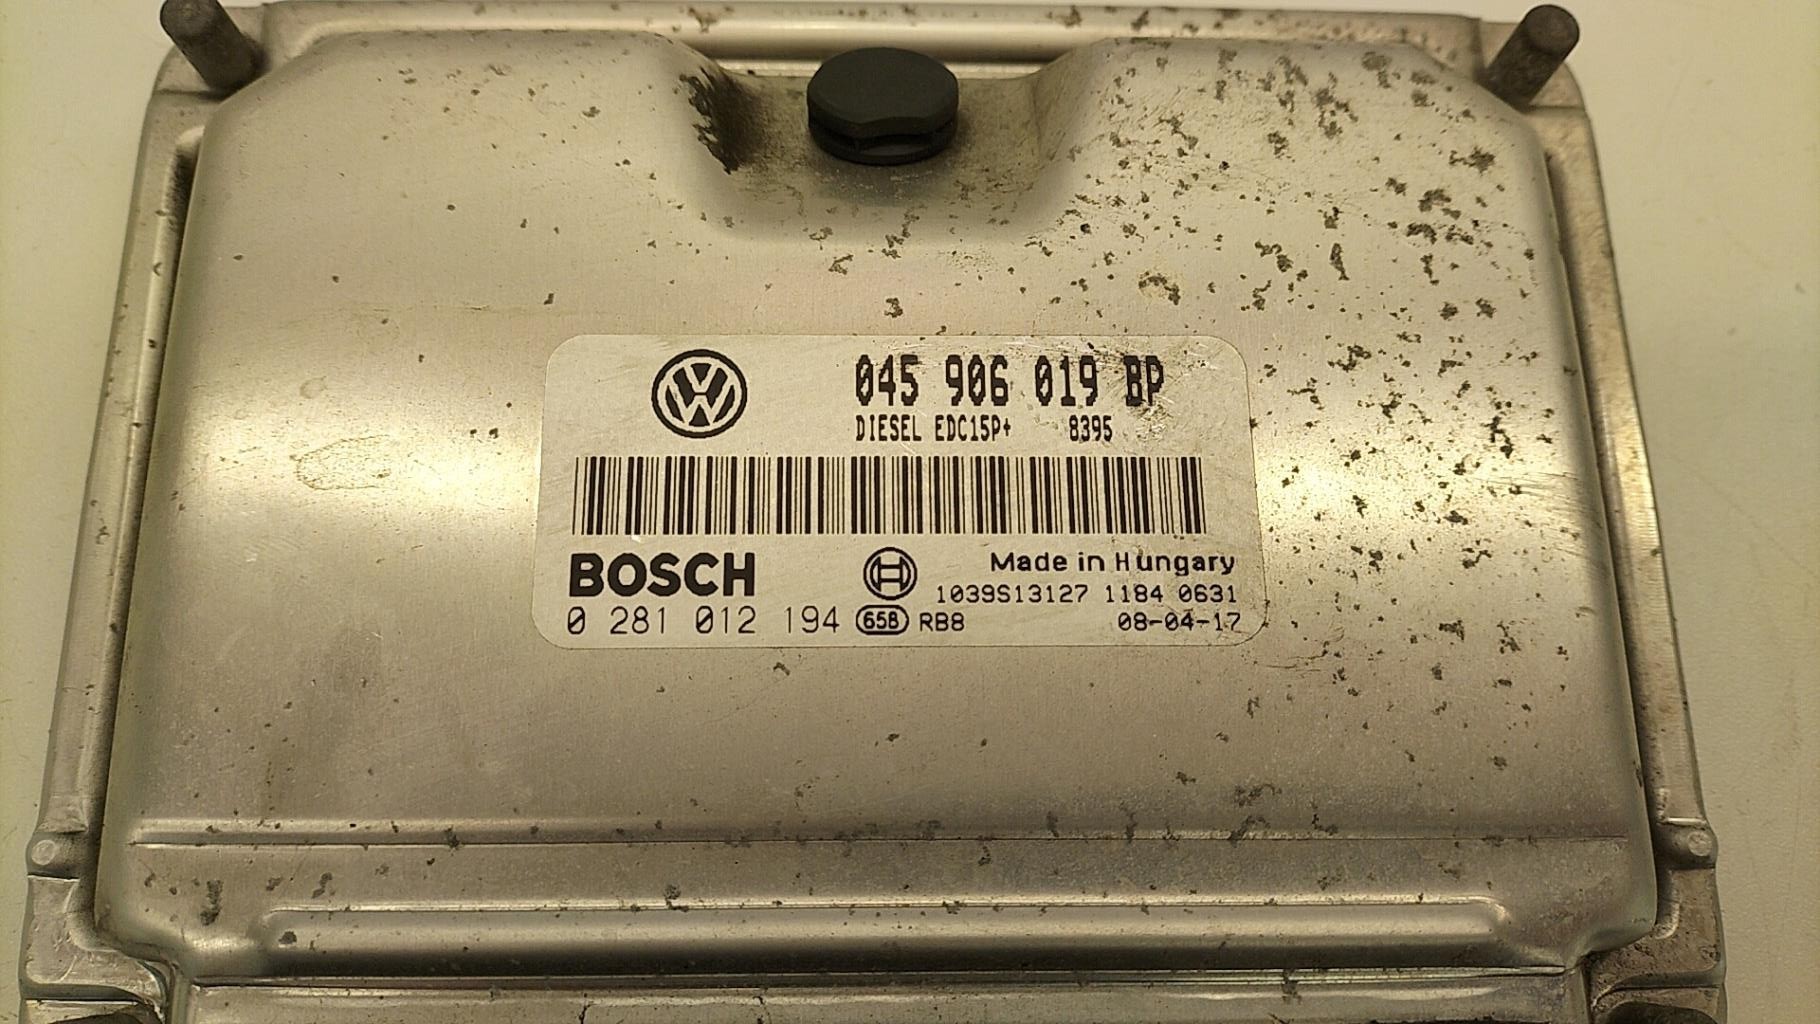 045 906 019 BP
DIESEL EDC15P+ 8395
BOSCH
Made in Hungary
1039S13127 1184 0631
0 281 012 194 658 RB8 08-04-17